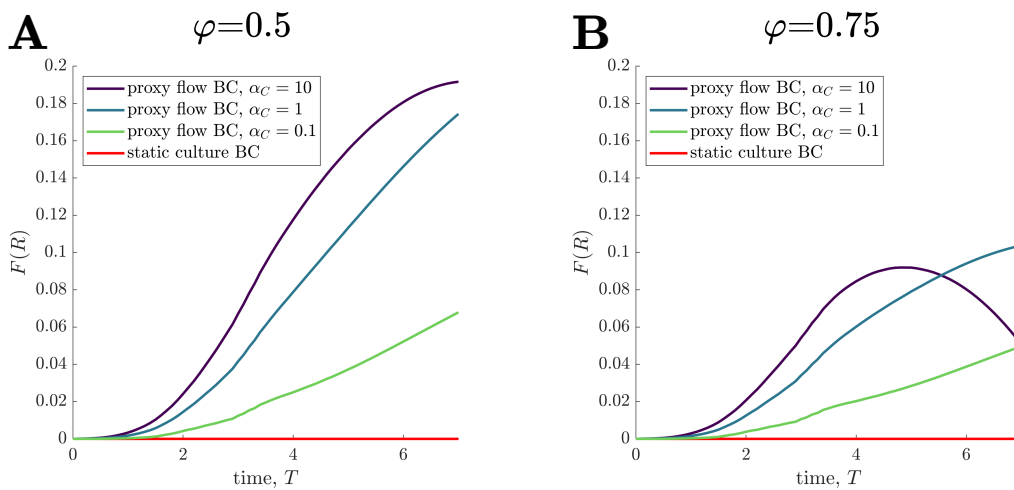 A
φ=0.5
0.2
0.18
0.16
0.14
0.12
0.1
0.08
0.06
0.04
0.02
0
F(R)
proxy flow BC, α_C = 10
proxy flow BC, α_C = 1
proxy flow BC, α_C = 0.1
static culture BC
0 2 4 6
time, T
B
φ=0.75
0.2
0.18
0.16
0.14
0.12
0.1
0.08
0.06
0.04
0.02
0
F(R)
proxy flow BC, α_C = 10
proxy flow BC, α_C = 1
proxy flow BC, α_C = 0.1
static culture BC
0 2 4 6
time, T